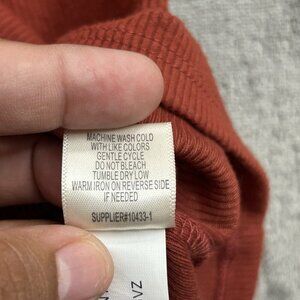 MACHINE WASH COLD
WITH LIKE COLORS
GENTLE CYCLE
DO NOT BLEACH
TUMBLE DRY LOW
WARM IRON ON REVERSE SIDE
IF NEEDED
SUPPLIER#10433-1